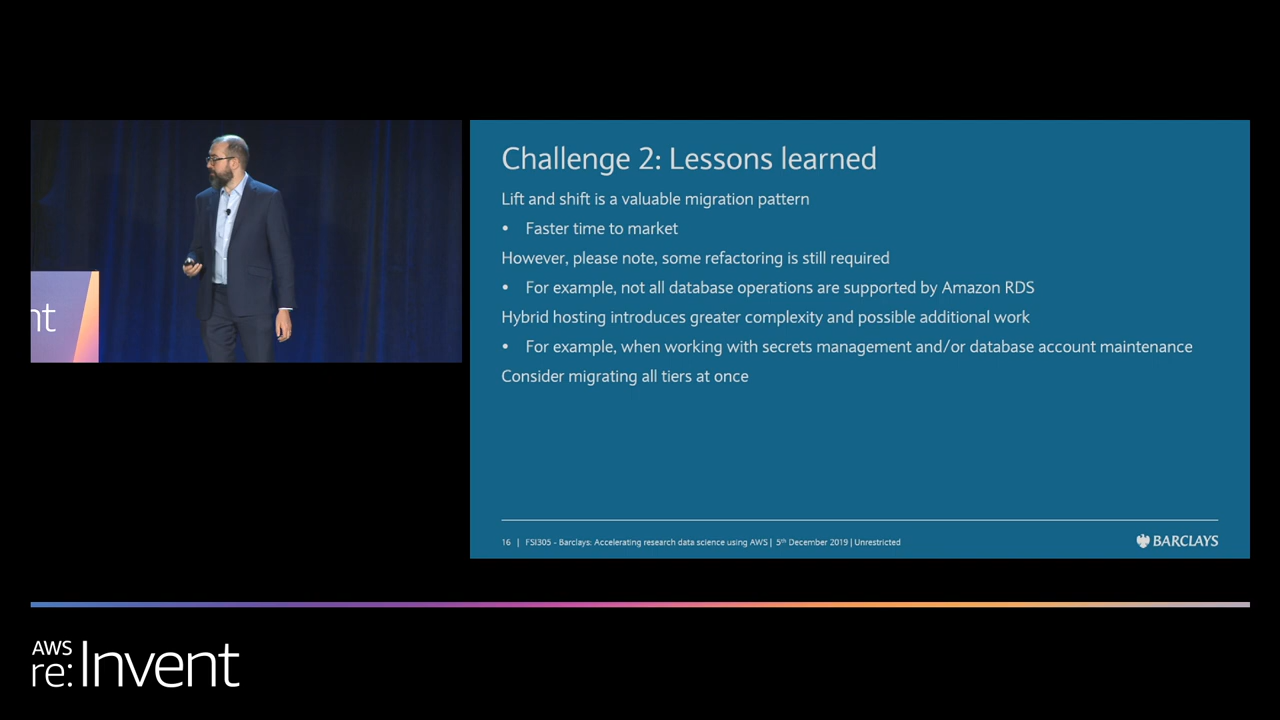 nt
Challenge 2: Lessons learned
Lift and shift is a valuable migration pattern
• Faster time to market
However, please note, some refactoring is still required
• For example, not all database operations are supported by Amazon RDS
Hybrid hosting introduces greater complexity and possible additional work
• For example, when working with secrets management and/or database account maintenance
Consider migrating all tiers at once
16 | FSI305 - Barclays: Accelerating research data science using AWS | 5th December 2019 | Unrestricted
BARCLAYS
AWS
re:Invent